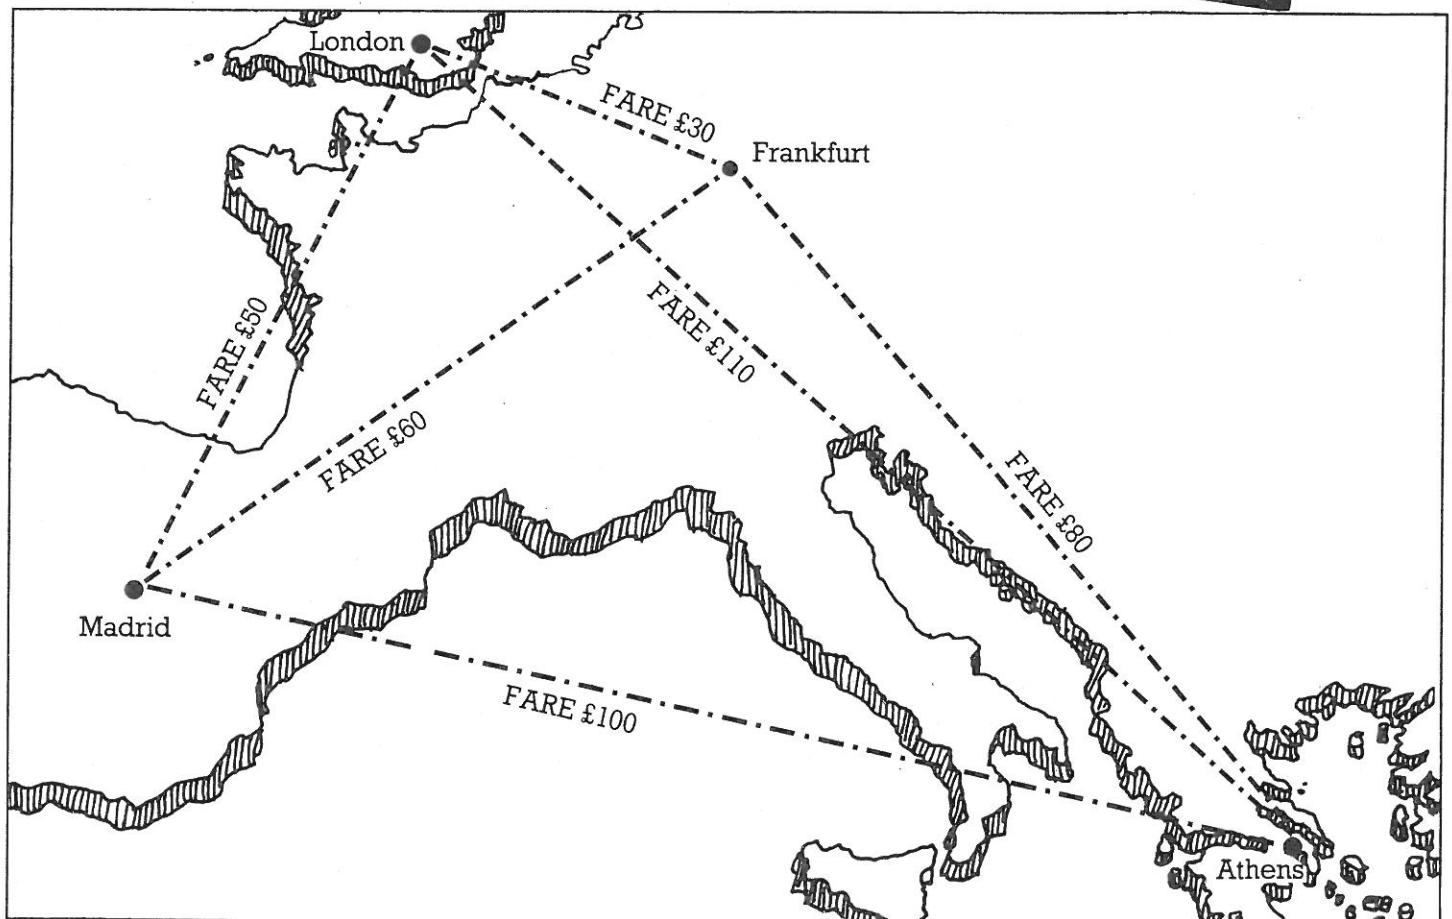 London
FARE £30
Frankfurt
FARE £50
FARE £110
FARE £60
FARE £80
Madrid
FARE £100
Athens